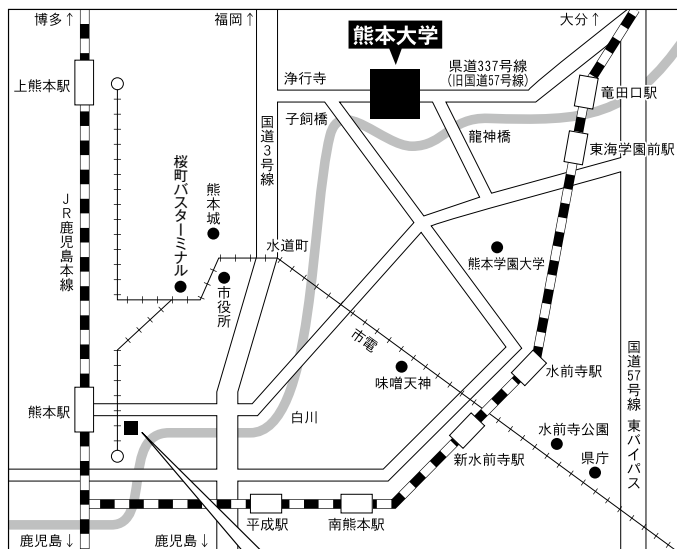 博多↑
福岡↑
大分↑
熊本大学
県道337号線
(旧国道57号線)
上熊本駅
浄行寺
竜田口駅
子飼橋
龍神橋
国道3号線
東海学園前駅
桜町バスターミナル
熊本城
JR鹿児島本線
水道町
熊本学園大学
市役所
市電
国道57号線 東バイパス
水前寺駅
味噌天神
熊本駅
白川
水前寺公園
新水前寺駅
県庁
平成駅
南熊本駅
鹿児島↓
鹿児島↓